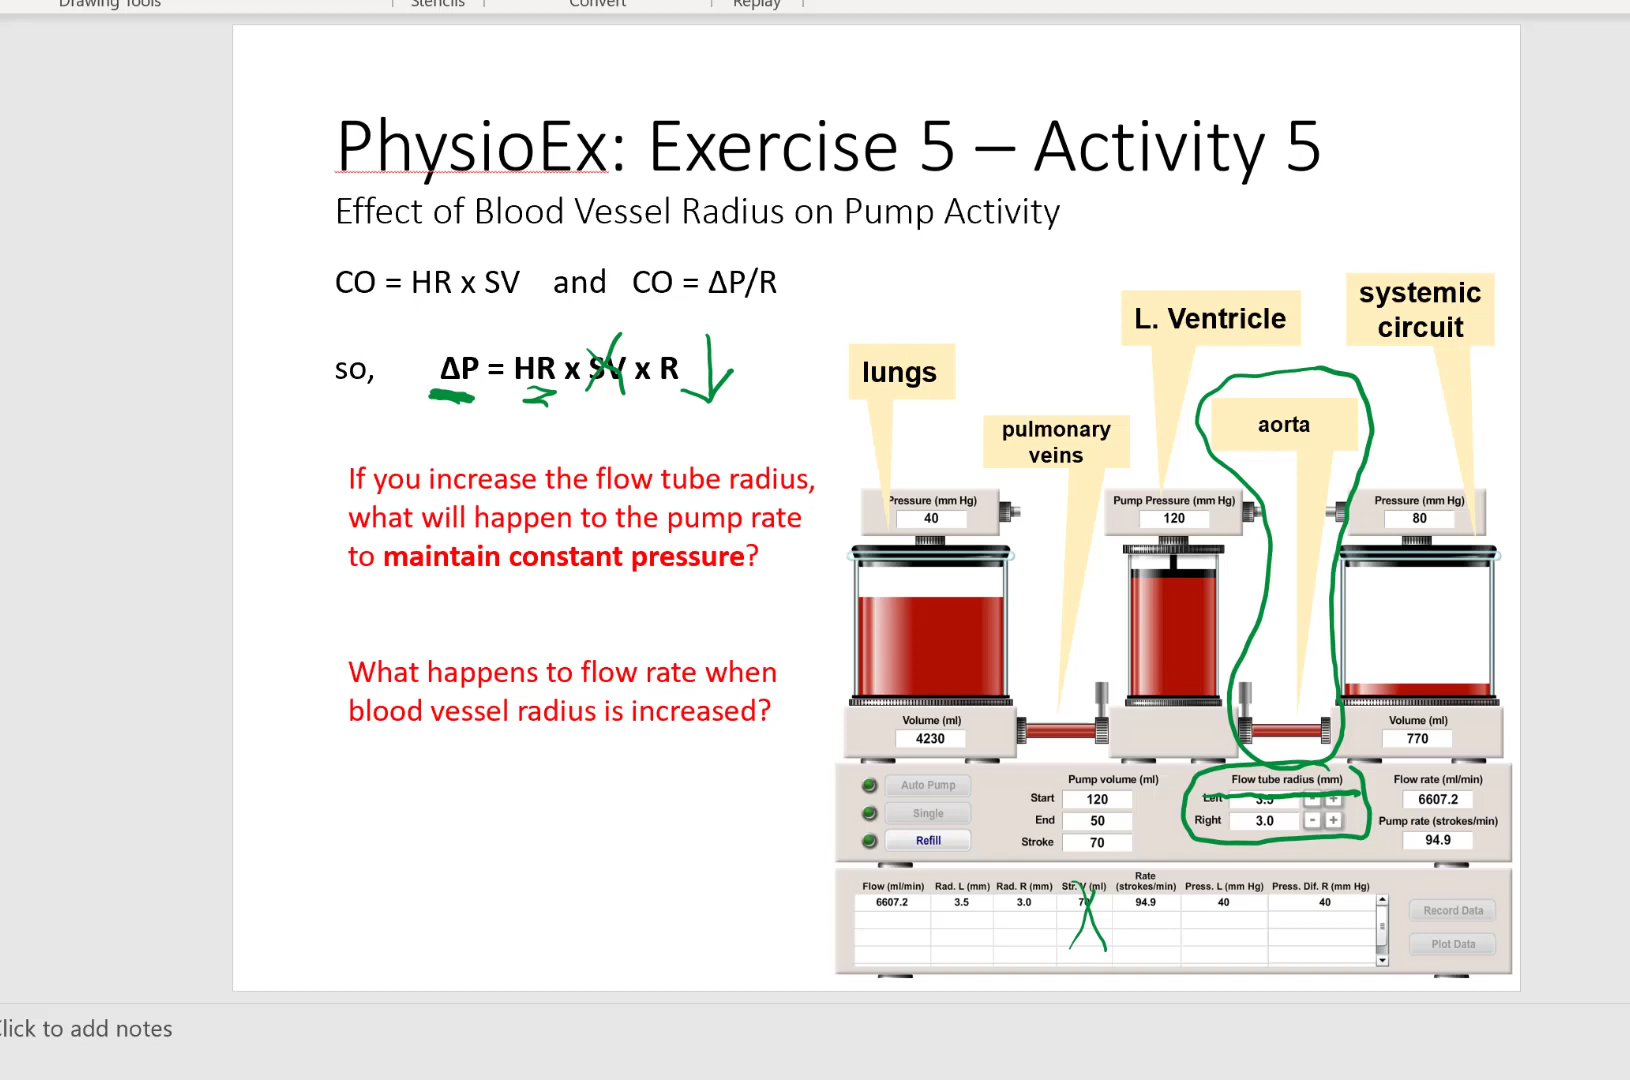 Drawing Tools
Stencils
Convert
Replay
PhysioEx: Exercise 5 – Activity 5
Effect of Blood Vessel Radius on Pump Activity
CO = HR x SV and CO = ΔP/R
so, ΔP = HR x SV x R
If you increase the flow tube radius,
what will happen to the pump rate
to maintain constant pressure?
What happens to flow rate when
blood vessel radius is increased?
lungs
pulmonary
veins
L. Ventricle
aorta
systemic
circuit
Pressure (mm Hg)
40
Pump Pressure (mm Hg)
120
Pressure (mm Hg)
80
Volume (ml)
4230
Volume (ml)
770
Auto Pump
Single
Refill
Pump volume (ml)
Start 120
End 50
Stroke 70
Flow tube radius (mm)
Left 3.5 - +
Right 3.0 - +
Flow rate (ml/min)
6607.2
Pump rate (strokes/min)
94.9
Flow (ml/min) Rad. L (mm) Rad. R (mm) Str. V (ml) Rate (strokes/min) Press. L (mm Hg) Press. Dif. R (mm Hg)
6607.2 3.5 3.0 70 94.9 40 40
Record Data
Plot Data
lick to add notes